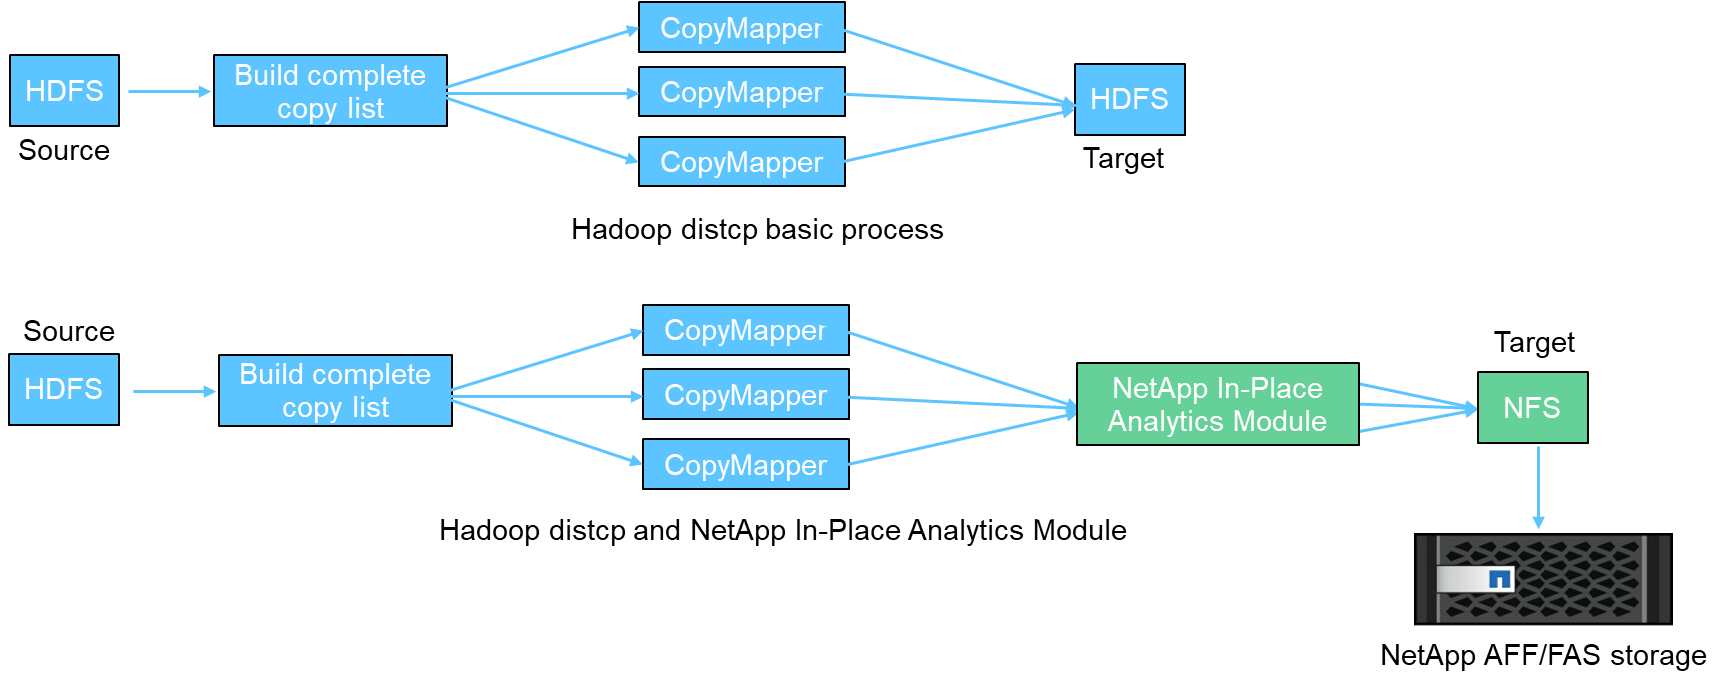 CopyMapper
HDFS
Build complete
copy list
CopyMapper
HDFS
Source
CopyMapper
Target
Hadoop distcp basic process
Source
CopyMapper
Target
HDFS
Build complete
copy list
CopyMapper
NetApp In-Place
Analytics Module
NFS
CopyMapper
Hadoop distcp and NetApp In-Place Analytics Module
NetApp AFF/FAS storage